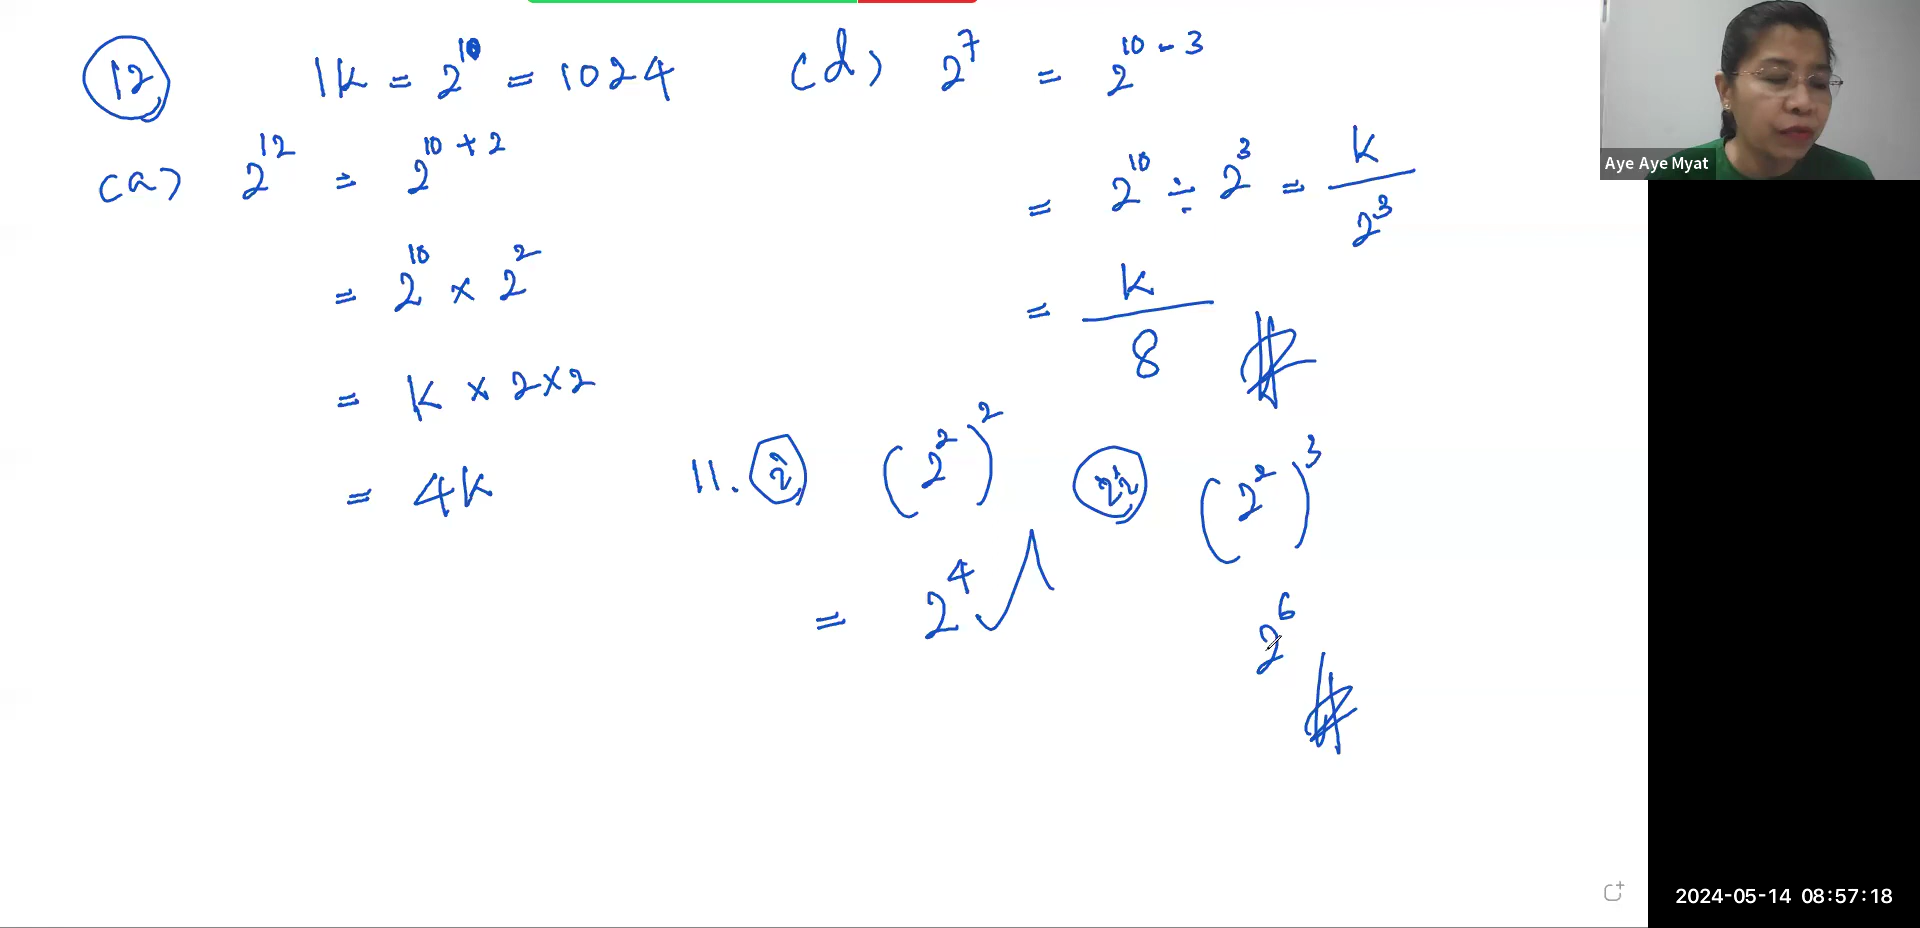 12 1k = 2^10 = 1024
(a) 2^12 = 2^10 + 2
= 2^10 × 2^2
= k × 2×2
= 4k
(d) 2^7 = 2^10 - 3
= 2^10 ÷ 2^3 = k/2^3
= k/8
11. i (2^2)^2
= 2^4
ii (2^2)^3
2^6
Aye Aye Myat
2024-05-14 08:57:18